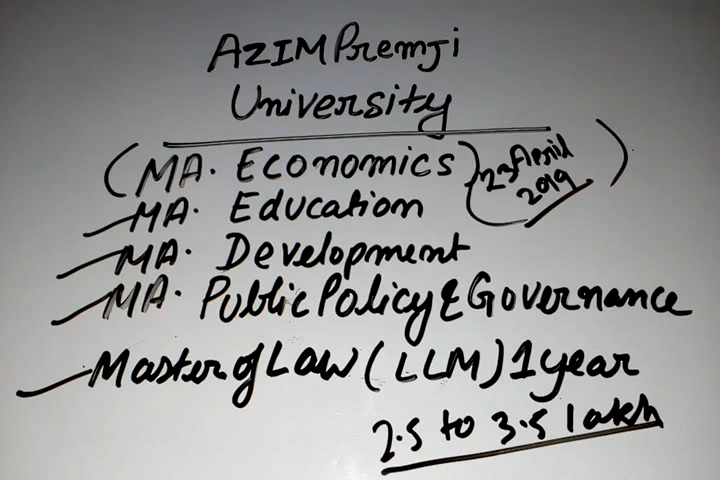 AZIM Premji
University
(MA. Economics } 2nd April 2019 )
MA. Education
MA. Development
MA. Public Policy & Governance
Master of Law (LLM) 1 year
2.5 to 3.5 lakh